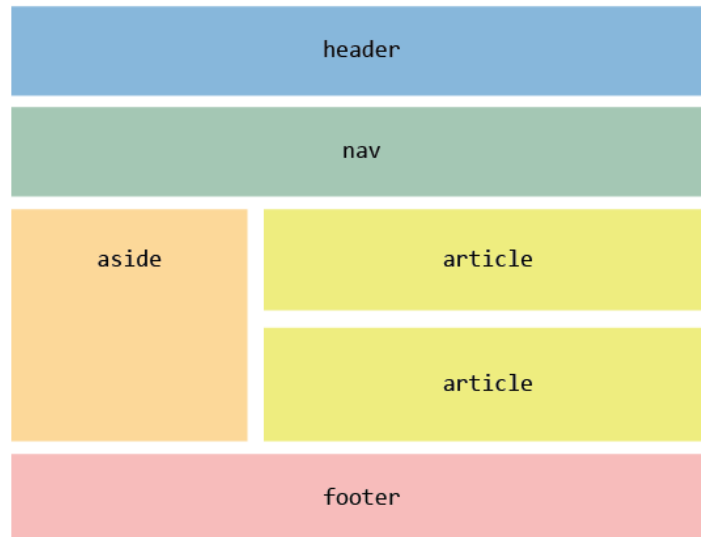 header
nav
aside
article
article
footer